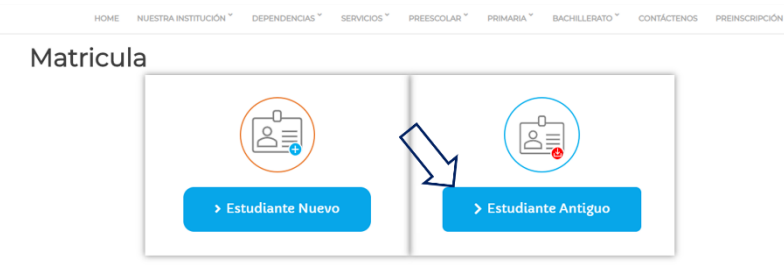 HOME NUESTRA INSTITUCIÓN DEPENDENCIAS SERVICIOS PREESCOLAR PRIMARIA BACHILLERATO CONTÁCTENOS PREINSCRIPCIÓN
Matricula
> Estudiante Nuevo > Estudiante Antiguo